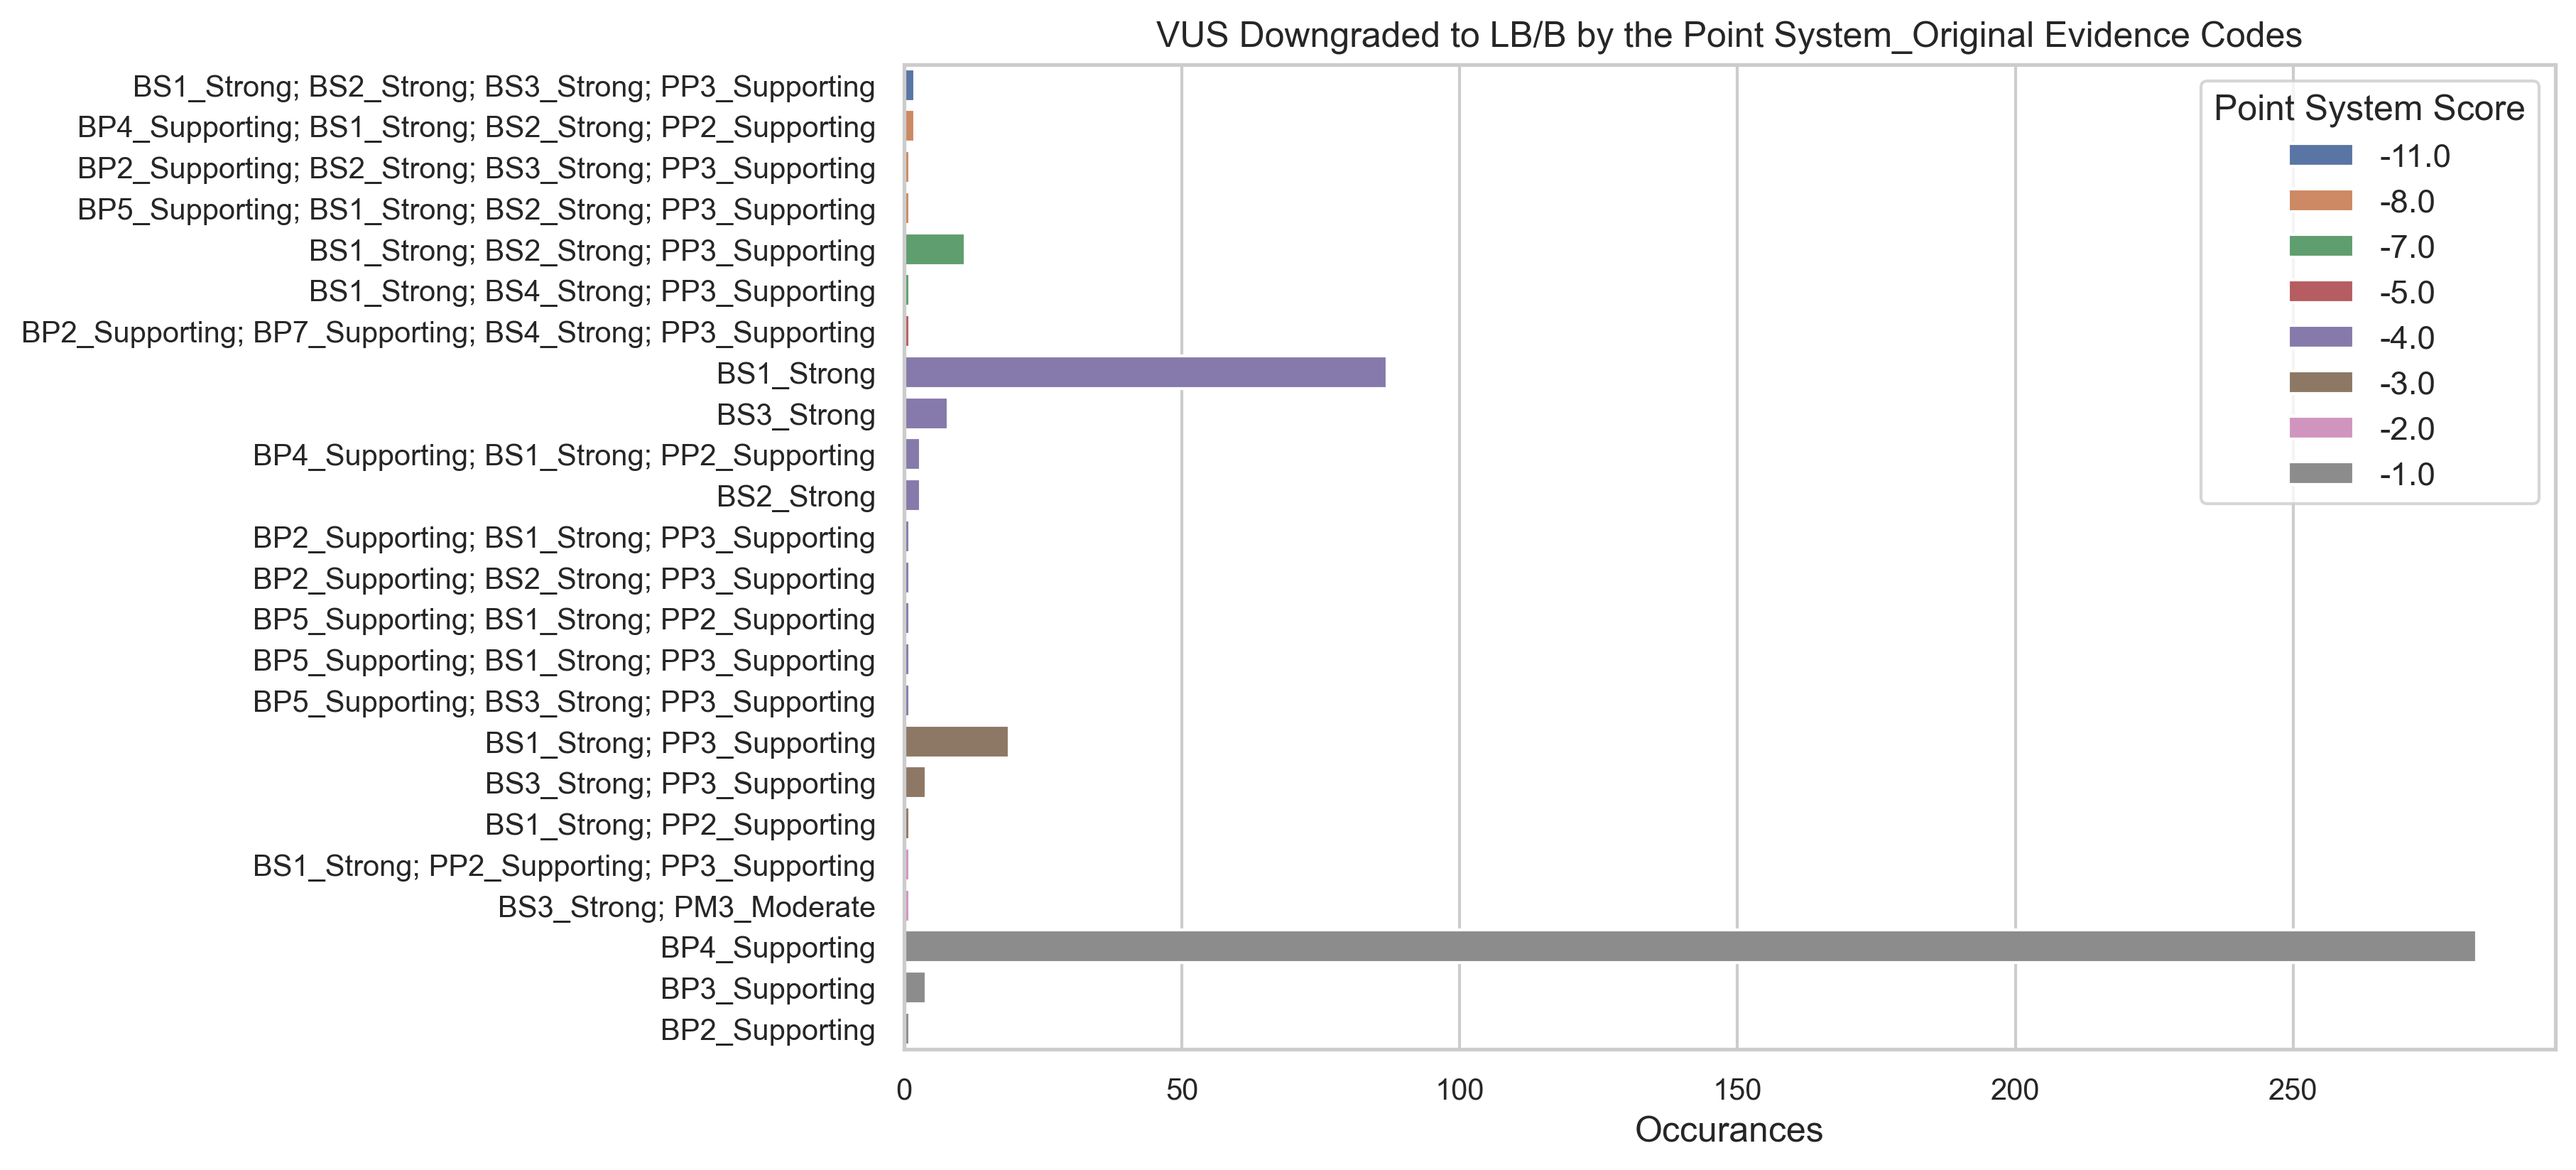 VUS Downgraded to LB/B by the Point System_Original Evidence Codes
BS1_Strong; BS2_Strong; BS3_Strong; PP3_Supporting
BP4_Supporting; BS1_Strong; BS2_Strong; PP2_Supporting
BP2_Supporting; BS2_Strong; BS3_Strong; PP3_Supporting
BP5_Supporting; BS1_Strong; BS2_Strong; PP3_Supporting
BS1_Strong; BS2_Strong; PP3_Supporting
BS1_Strong; BS4_Strong; PP3_Supporting
BP2_Supporting; BP7_Supporting; BS4_Strong; PP3_Supporting
BS1_Strong
BS3_Strong
BP4_Supporting; BS1_Strong; PP2_Supporting
BS2_Strong
BP2_Supporting; BS1_Strong; PP3_Supporting
BP2_Supporting; BS2_Strong; PP3_Supporting
BP5_Supporting; BS1_Strong; PP2_Supporting
BP5_Supporting; BS1_Strong; PP3_Supporting
BP5_Supporting; BS3_Strong; PP3_Supporting
BS1_Strong; PP3_Supporting
BS3_Strong; PP3_Supporting
BS1_Strong; PP2_Supporting
BS1_Strong; PP2_Supporting; PP3_Supporting
BS3_Strong; PM3_Moderate
BP4_Supporting
BP3_Supporting
BP2_Supporting
Point System Score
-11.0
-8.0
-7.0
-5.0
-4.0
-3.0
-2.0
-1.0
0 50 100 150 200 250
Occurances